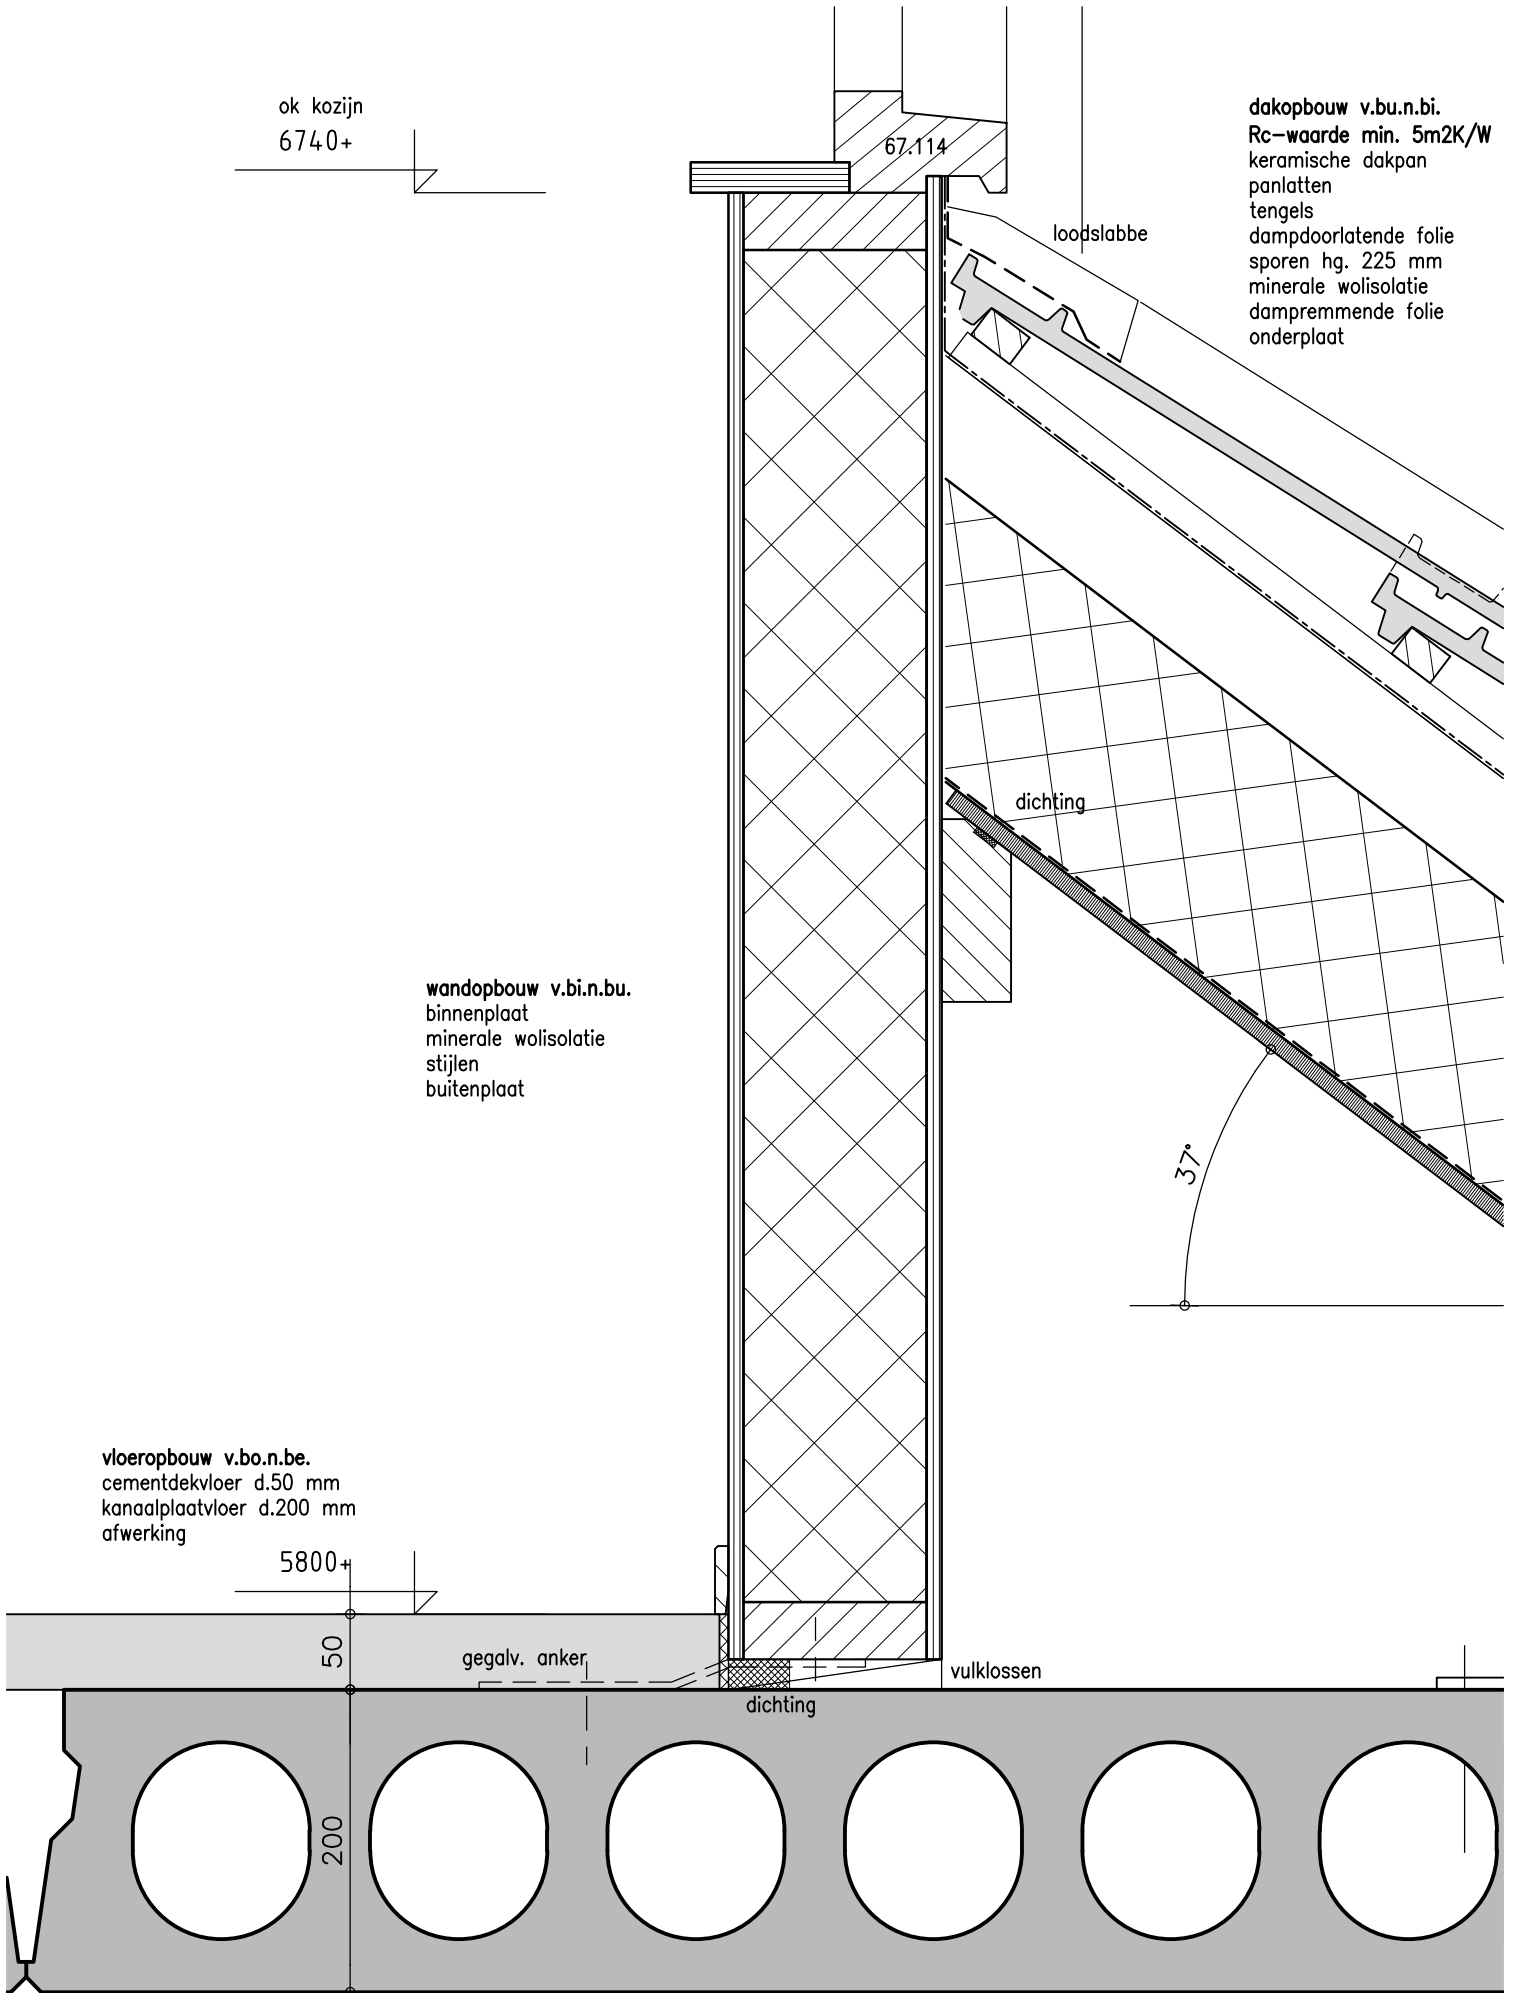 ok kozijn
6740+
67.114
dakopbouw v.bu.n.bi.
Rc-waarde min. 5m2K/W
keramische dakpan
panlatten
tengels
dampdoorlatende folie
sporen hg. 225 mm
minerale wolisolatie
dampremmende folie
onderplaat
loodslabbe
dichting
wandopbouw v.bi.n.bu.
binnenplaat
minerale wolisolatie
stijlen
buitenplaat
37°
vloeropbouw v.bo.n.be.
cementdekvloer d.50 mm
kanaalplaatvloer d.200 mm
afwerking
5800+
50
gegalv. anker
vulklossen
dichting
200